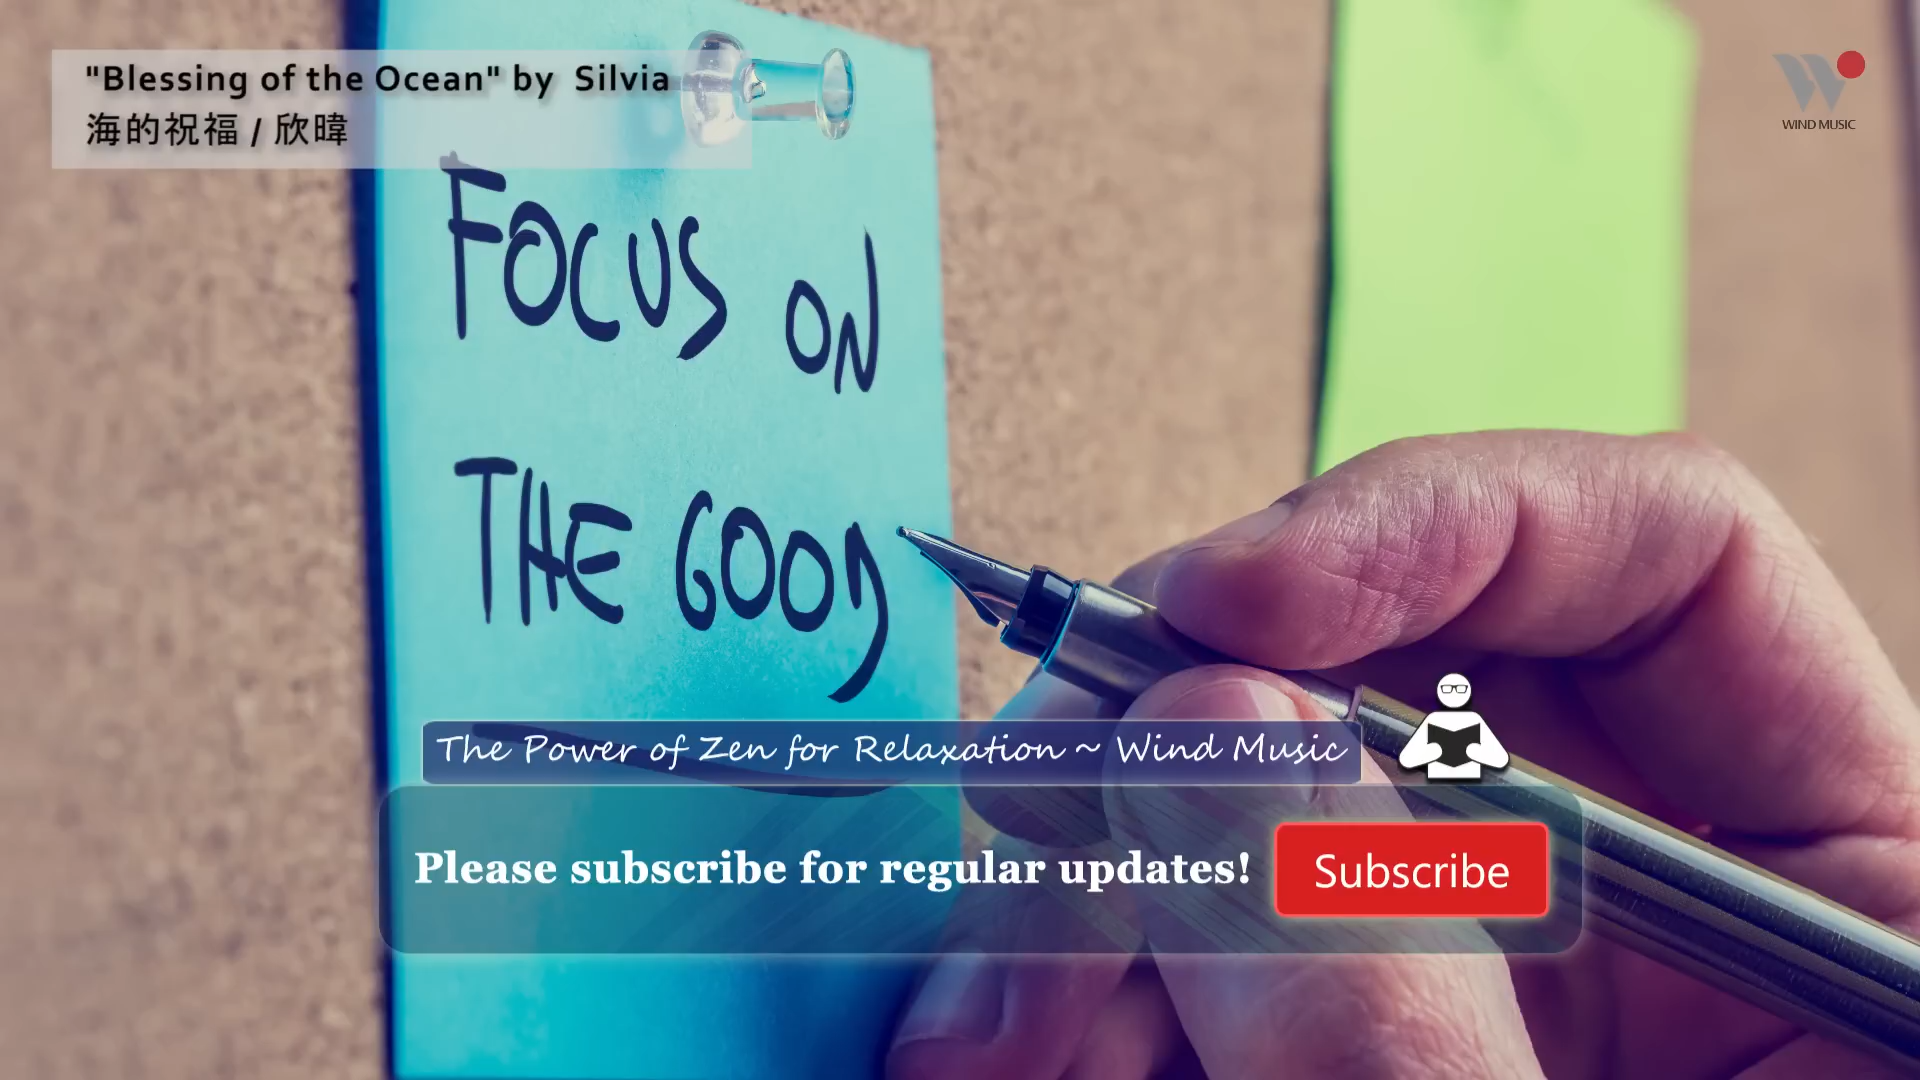 "Blessing of the Ocean" by Silvia
海的祝福 / 欣暐
WIND MUSIC
FOCUS ON
THE GOOD
The Power of Zen for Relaxation ~ Wind Music
Please subscribe for regular updates!
Subscribe